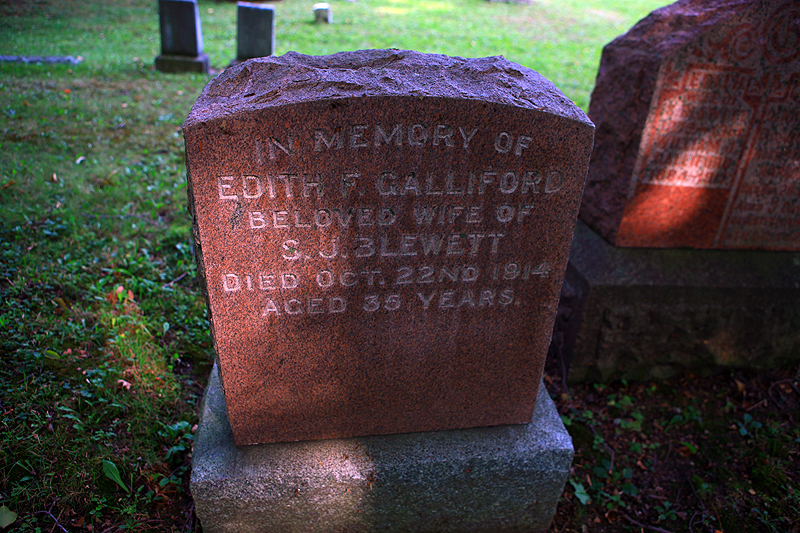 IN MEMORY OF
EDITH F. GALLIFORD
BELOVED WIFE OF
S. J. BLEWETT
DIED OCT. 22ND 1914
AGED 35 YEARS.